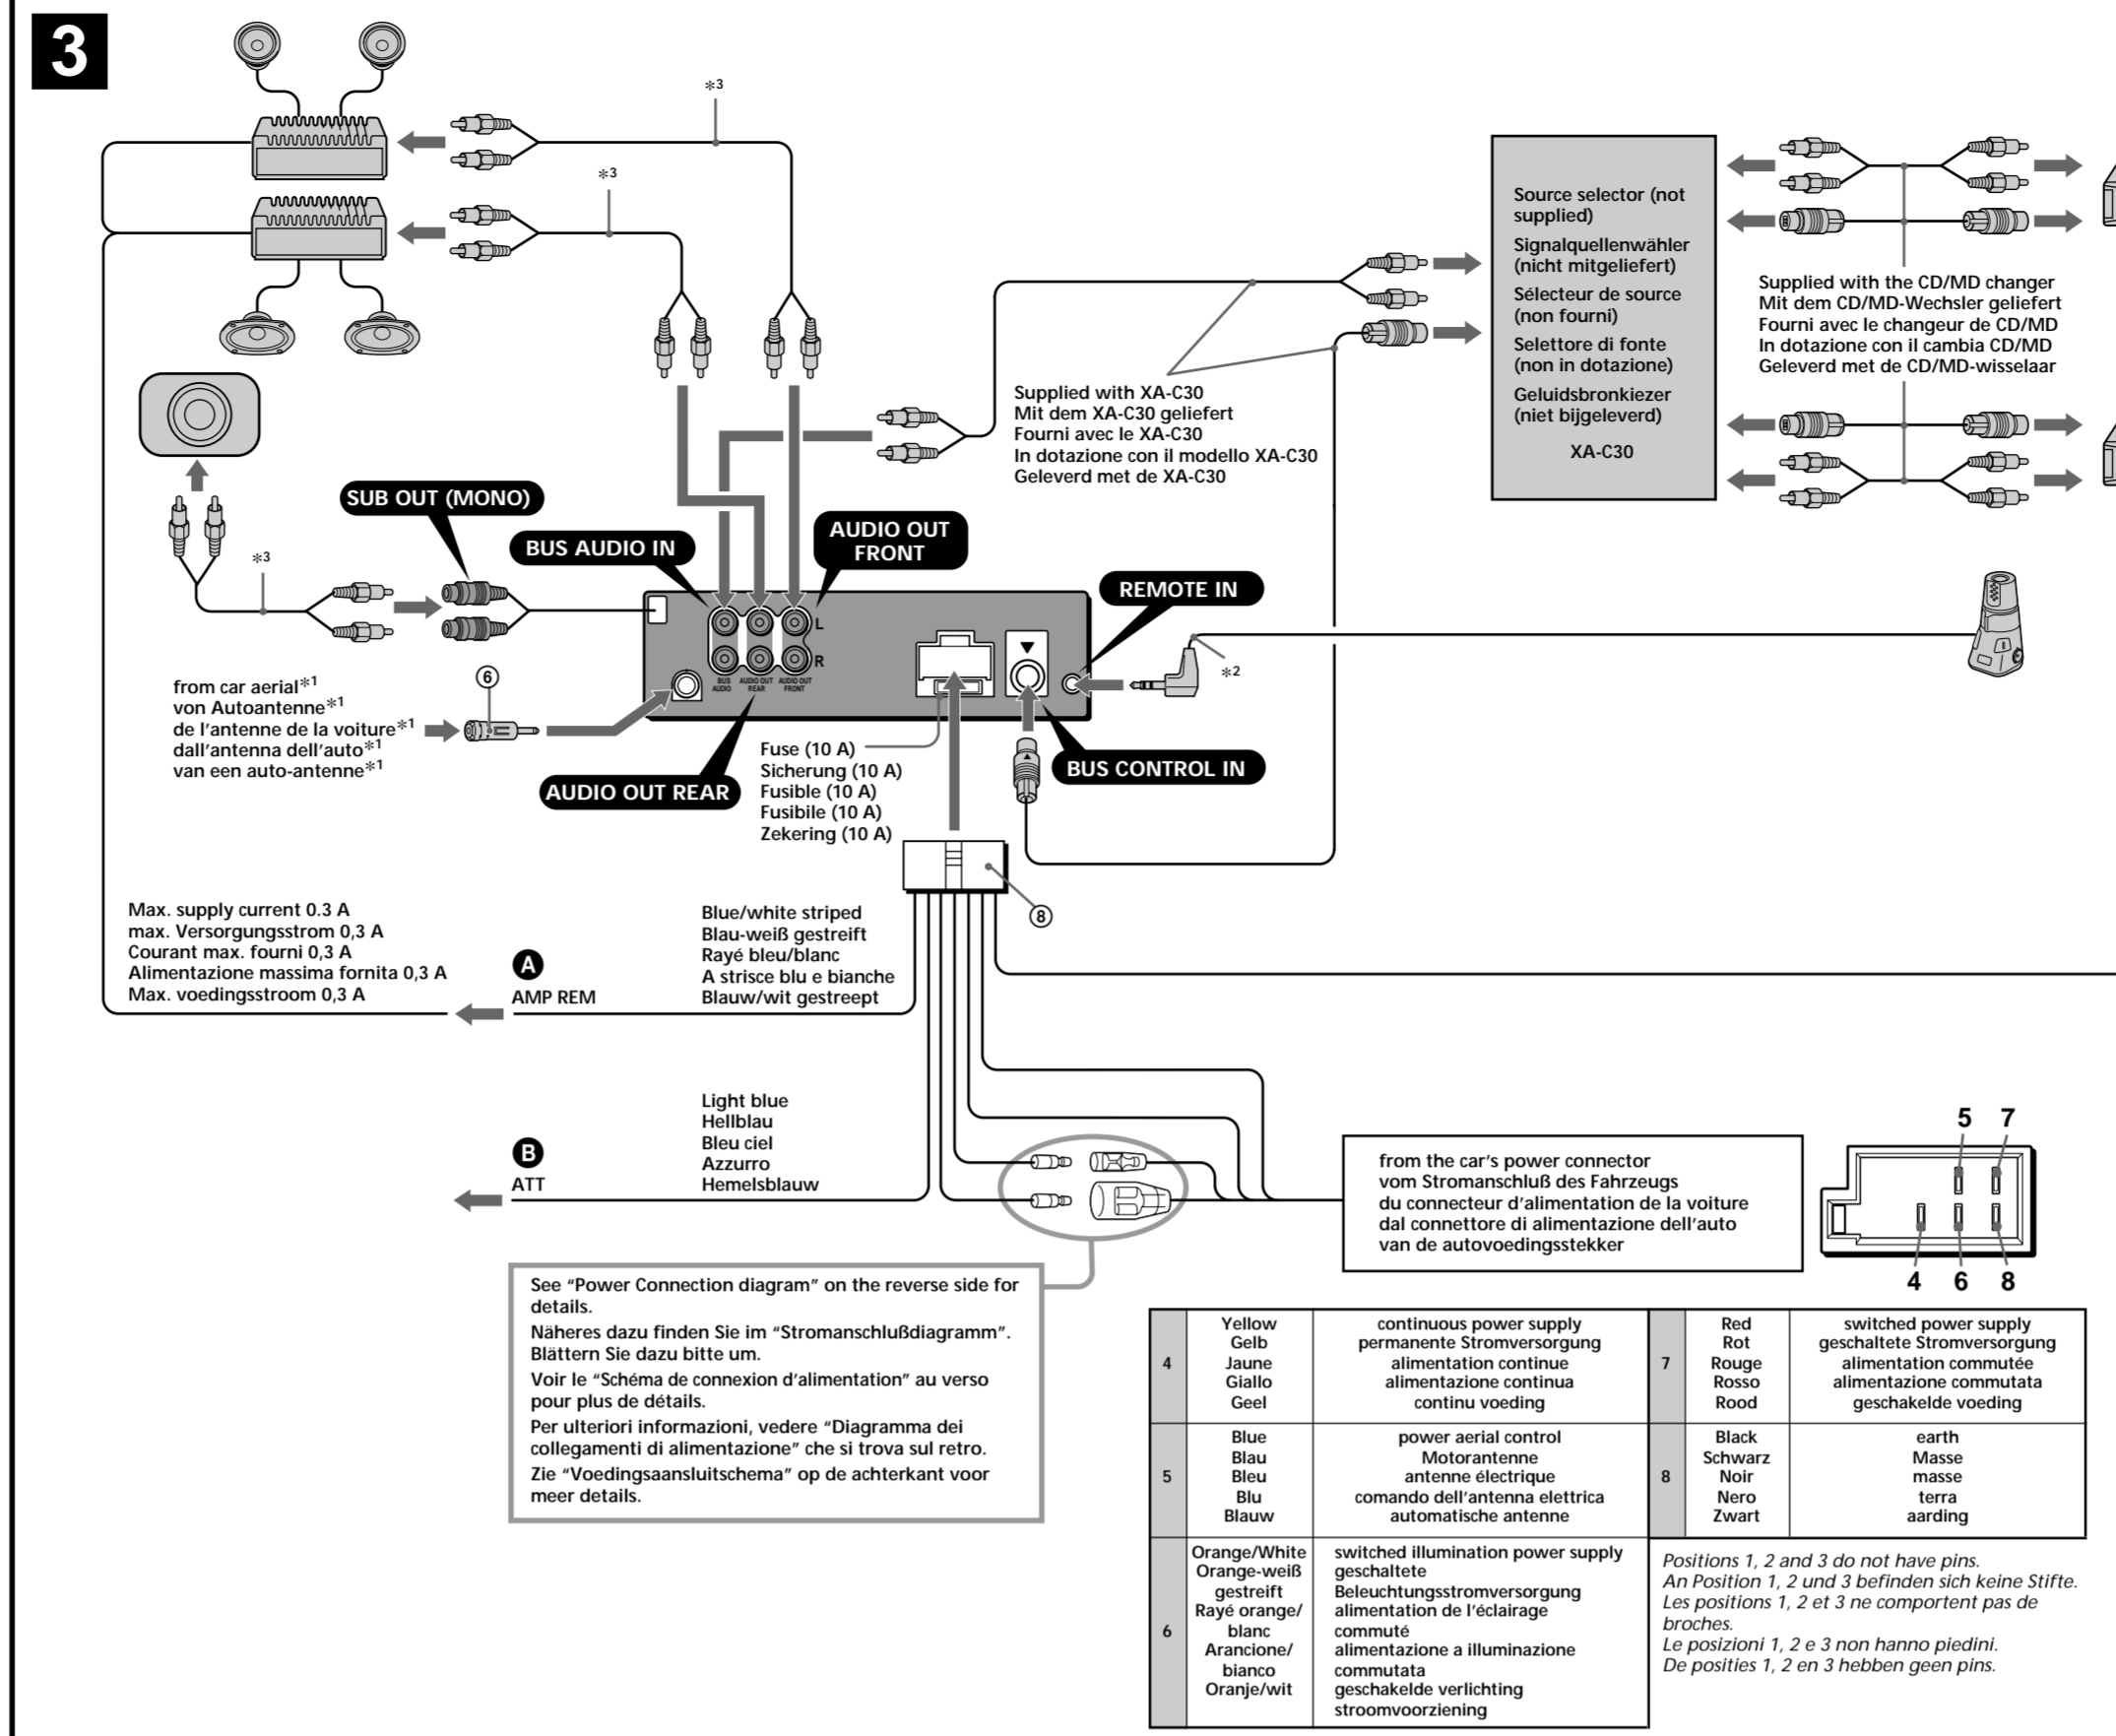 3
*3
*3
Source selector (not
supplied)
Signalquellenwähler
(nicht mitgeliefert)
Sélecteur de source
(non fourni)
Selettore di fonte
(non in dotazione)
Geluidsbronkiezer
(niet bijgeleverd)
XA-C30
Supplied with the CD/MD changer
Mit dem CD/MD-Wechsler geliefert
Fourni avec le changeur de CD/MD
In dotazione con il cambia CD/MD
Geleverd met de CD/MD-wisselaar
Supplied with XA-C30
Mit dem XA-C30 geliefert
Fourni avec le XA-C30
In dotazione con il modello XA-C30
Geleverd met de XA-C30
SUB OUT (MONO)
BUS AUDIO IN
AUDIO OUT
FRONT
REMOTE IN
*3
L
R
BUS
AUDIO
AUDIO OUT
REAR
AUDIO OUT
FRONT
*2
from car aerial*1
von Autoantenne*1
de l'antenne de la voiture*1
dall'antenna dell'auto*1
van een auto-antenne*1
6
AUDIO OUT REAR
Fuse (10 A)
Sicherung (10 A)
Fusible (10 A)
Fusibile (10 A)
Zekering (10 A)
BUS CONTROL IN
8
Max. supply current 0.3 A
max. Versorgungsstrom 0,3 A
Courant max. fourni 0,3 A
Alimentazione massima fornita 0,3 A
Max. voedingsstroom 0,3 A
A
AMP REM
Blue/white striped
Blau-weiß gestreift
Rayé bleu/blanc
A strisce blu e bianche
Blauw/wit gestreept
B
ATT
Light blue
Hellblau
Bleu ciel
Azzurro
Hemelsblauw
from the car's power connector
vom Stromanschluß des Fahrzeugs
du connecteur d'alimentation de la voiture
dal connettore di alimentazione dell'auto
van de autovoedingsstekker
5 7
4 6 8
See “Power Connection diagram” on the reverse side for
details.
Näheres dazu finden Sie im “Stromanschlußdiagramm”.
Blättern Sie dazu bitte um.
Voir le “Schéma de connexion d'alimentation” au verso
pour plus de détails.
Per ulteriori informazioni, vedere “Diagramma dei
collegamenti di alimentazione” che si trova sul retro.
Zie “Voedingsaansluitschema” op de achterkant voor
meer details.
4
Yellow
Gelb
Jaune
Giallo
Geel
continuous power supply
permanente Stromversorgung
alimentation continue
alimentazione continua
continu voeding
7
Red
Rot
Rouge
Rosso
Rood
switched power supply
geschaltete Stromversorgung
alimentation commutée
alimentazione commutata
geschakelde voeding
5
Blue
Blau
Bleu
Blu
Blauw
power aerial control
Motorantenne
antenne électrique
comando dell'antenna elettrica
automatische antenne
8
Black
Schwarz
Noir
Nero
Zwart
earth
Masse
masse
terra
aarding
6
Orange/White
Orange-weiß
gestreift
Rayé orange/
blanc
Arancione/
bianco
Oranje/wit
switched illumination power supply
geschaltete
Beleuchtungsstromversorgung
alimentation de l'éclairage
commuté
alimentazione a illuminazione
commutata
geschakelde verlichting
stroomvoorziening
Positions 1, 2 and 3 do not have pins.
An Position 1, 2 und 3 befinden sich keine Stifte.
Les positions 1, 2 et 3 ne comportent pas de
broches.
Le posizioni 1, 2 e 3 non hanno piedini.
De posities 1, 2 en 3 hebben geen pins.